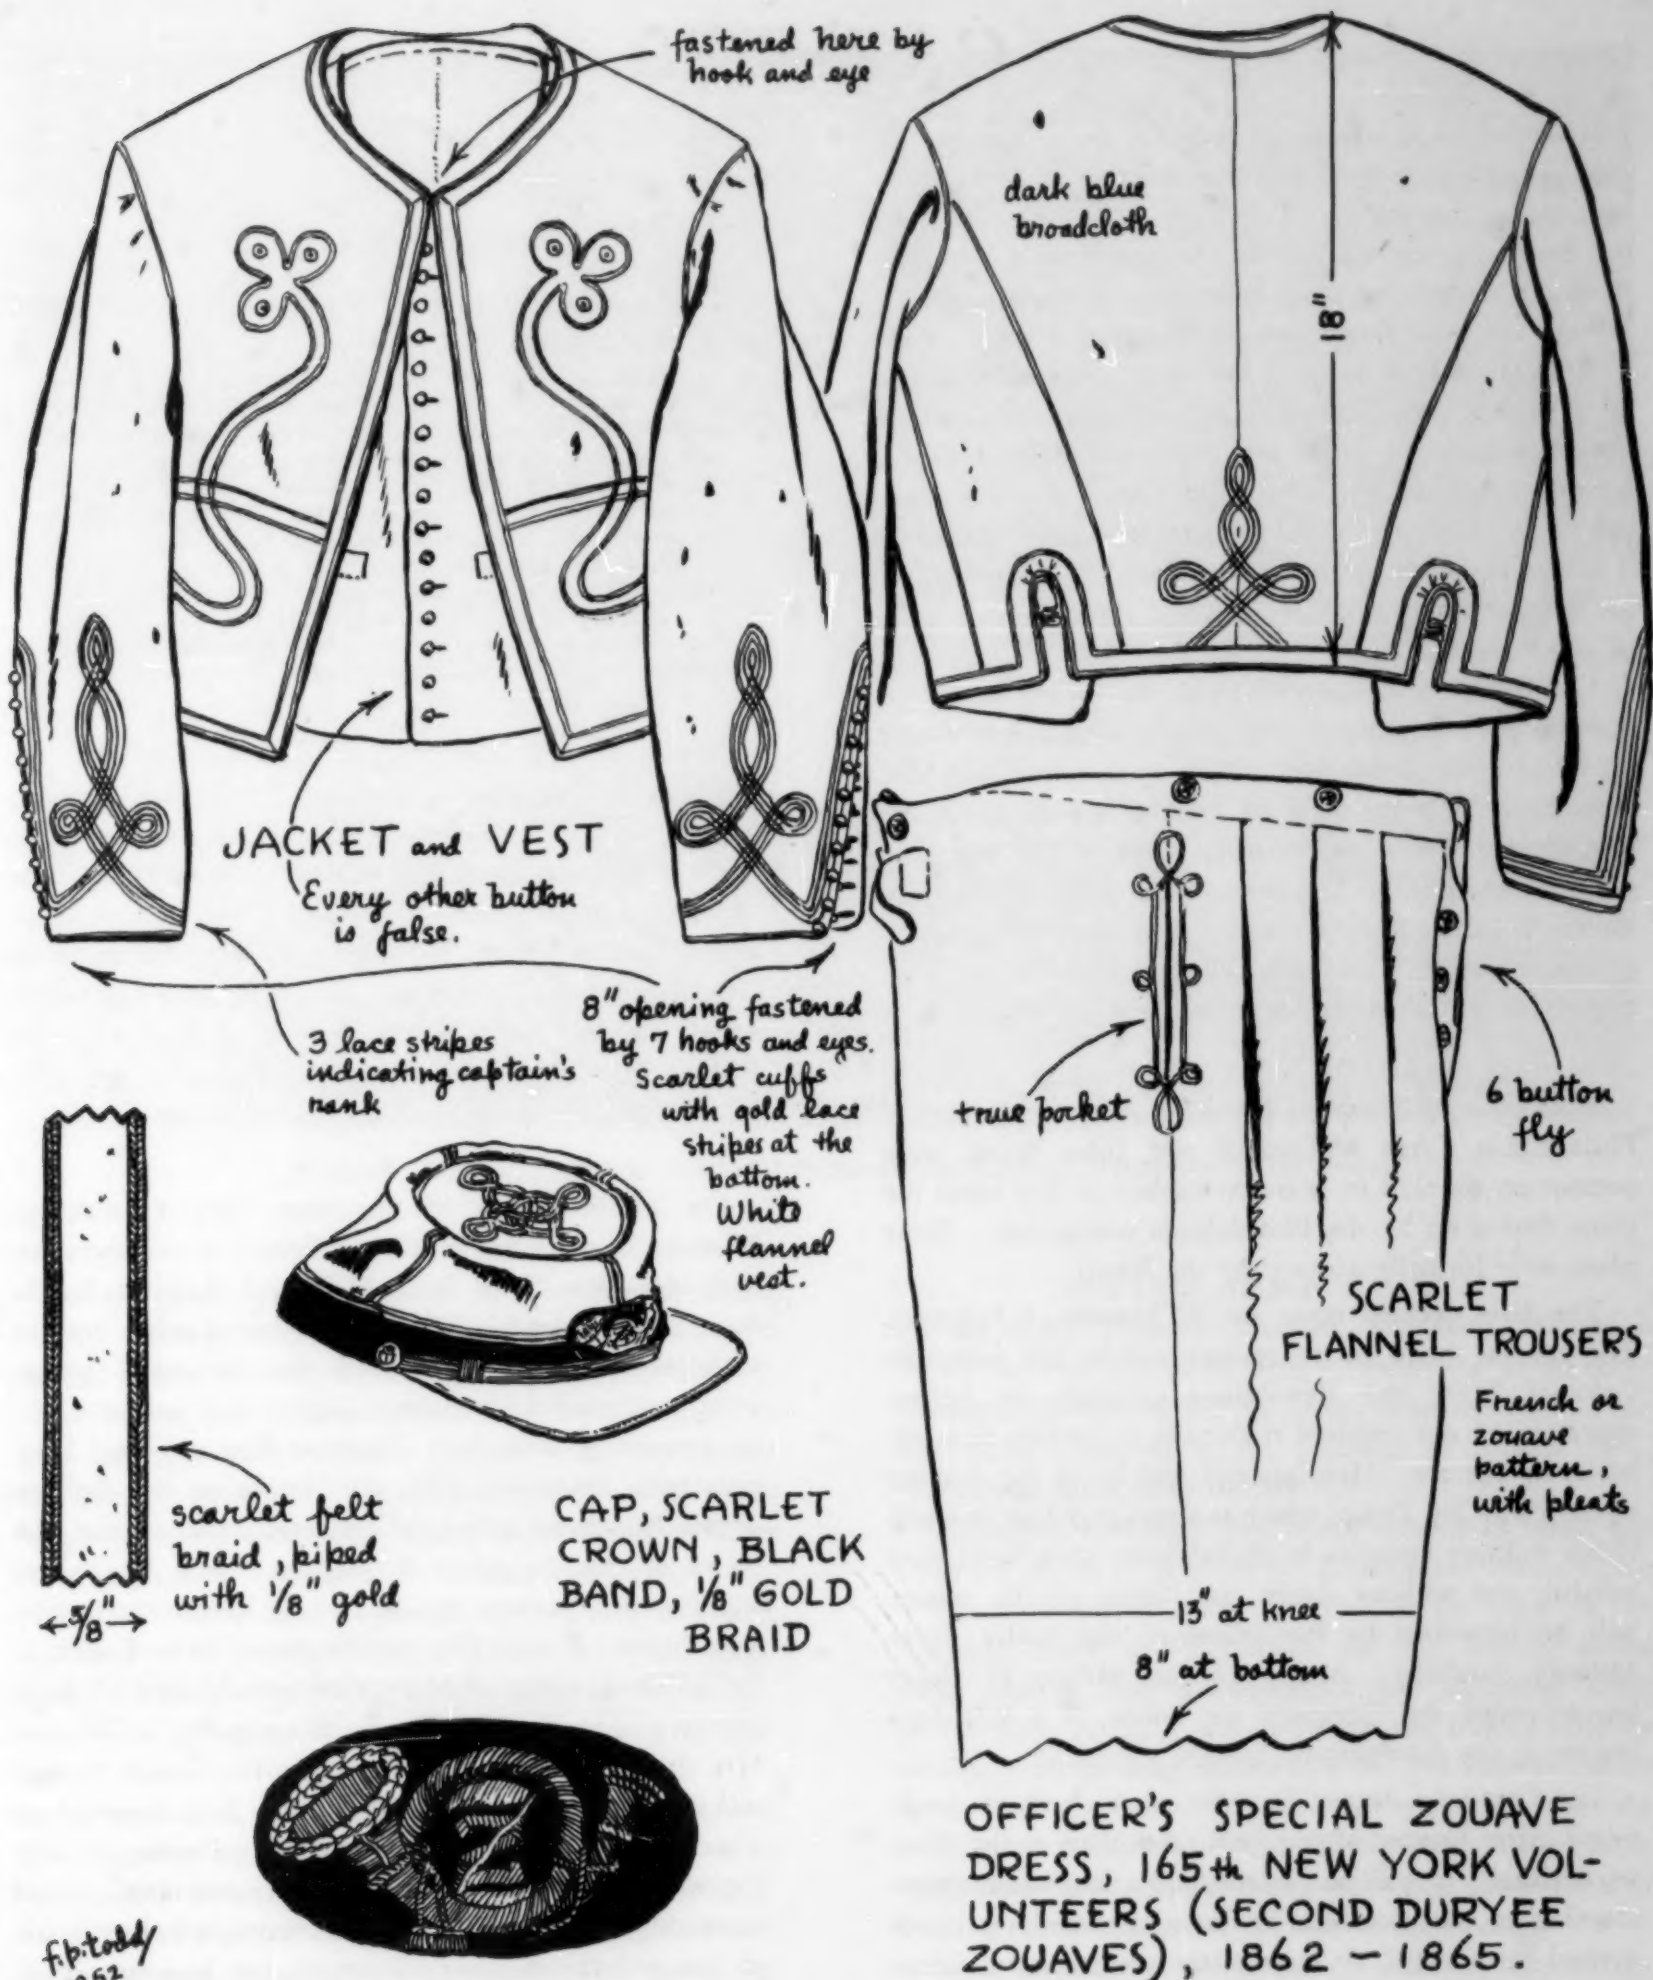 fastened here by
hook and eye
dark blue
broadcloth
18"
JACKET and VEST
Every other button
is false.
3 lace stripes
indicating captain's
rank
8" opening fastened
by 7 hooks and eyes.
Scarlet cuffs
with gold lace
stripes at the
bottom.
White
flannel
vest.
true pocket
6 button
fly
SCARLET
FLANNEL TROUSERS
French or
zouave
pattern,
with pleats
scarlet felt
braid, piped
with 1/8" gold
5/8"
CAP, SCARLET
CROWN, BLACK
BAND, 1/8" GOLD
BRAID
13" at knee
8" at bottom
Z
OFFICER'S SPECIAL ZOUAVE
DRESS, 165th NEW YORK VOL-
UNTEERS (SECOND DURYEE
ZOUAVES), 1862 – 1865.
f.p.todd/